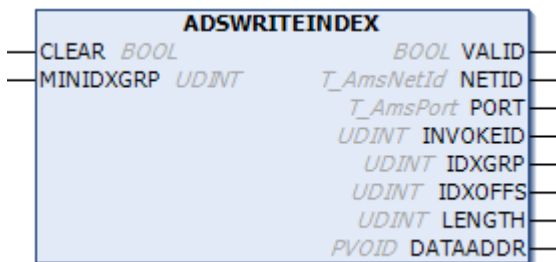 ADSWRITEINDEX
CLEAR BOOL BOOL VALID
MINIDXGRP UDINT T_AmsNetId NETID
T_AmsPort PORT
UDINT INVOKEID
UDINT IDXGRP
UDINT IDXOFFS
UDINT LENGTH
PVOID DATAADDR